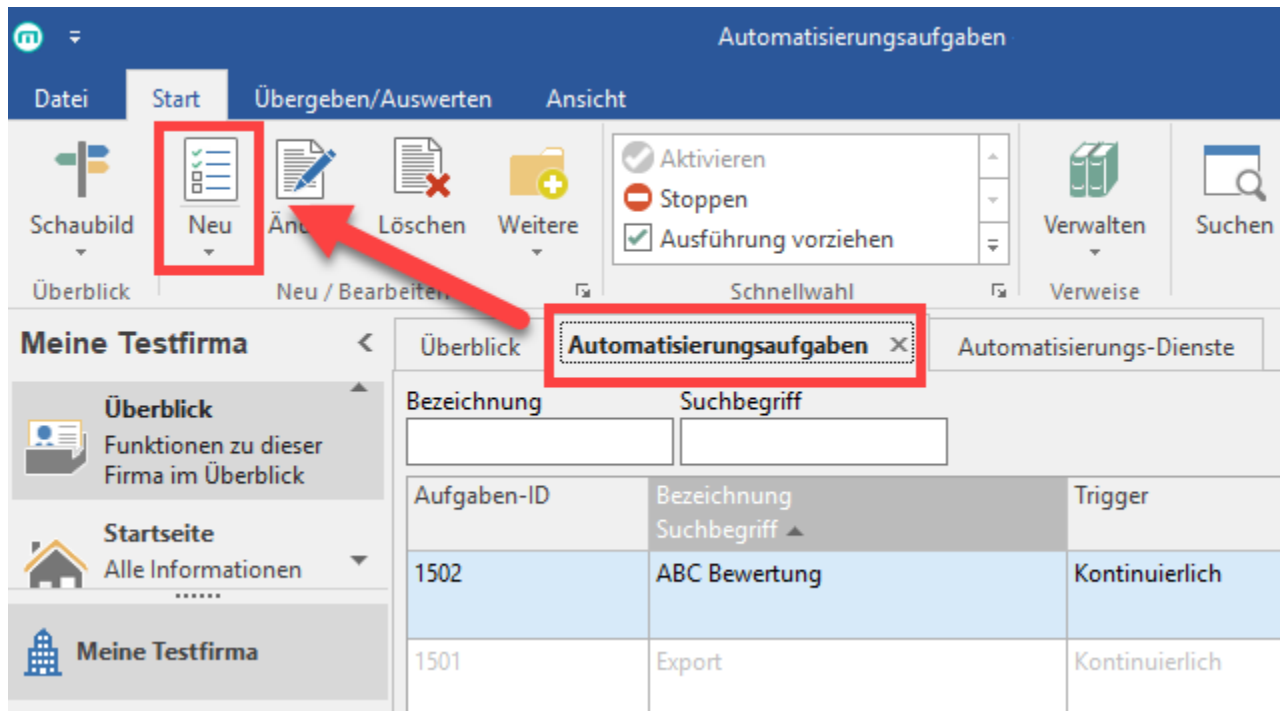 Automatisierungsaufgaben
Datei Start Übergeben/Auswerten Ansicht
Schaubild Neu Löschen Weitere
Aktivieren
Stoppen
Ausführung vorziehen
Verwalten Suchen
Überblick Neu / Bearbeiten Schnellwahl Verweise
Meine Testfirma
Überblick Automatisierungsaufgaben Automatisierungs-Dienste
Überblick
Funktionen zu dieser
Firma im Überblick
Startseite
Alle Informationen
Meine Testfirma
Bezeichnung Suchbegriff
Aufgaben-ID Bezeichnung Trigger
Suchbegriff
1502 ABC Bewertung Kontinuierlich
1501 Export Kontinuierlich